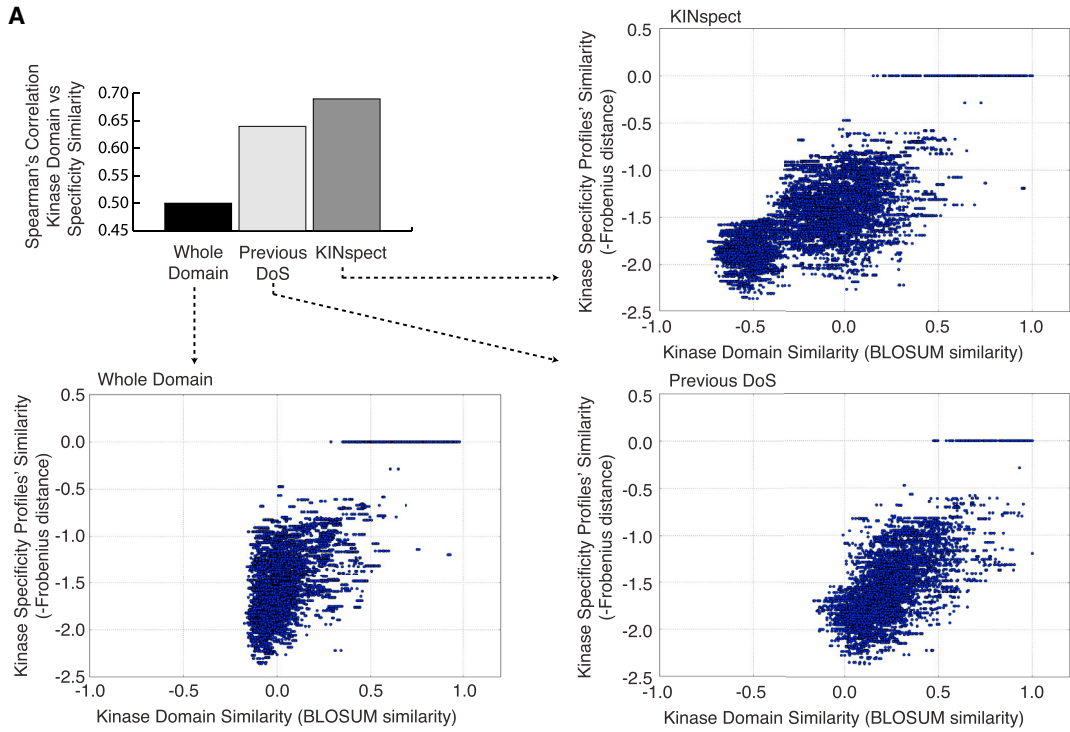 A
Spearman's Correlation
Kinase Domain vs
Specificity Similarity
0.70
0.65
0.60
0.55
0.50
0.45
Whole
Domain
Previous
DoS
KINspect
KINspect
Kinase Specificity Profiles' Similarity
(-Frobenius distance)
0.5
0.0
-0.5
-1.0
-1.5
-2.0
-2.5
-1.0
-0.5
0.0
0.5
1.0
Kinase Domain Similarity (BLOSUM similarity)
Whole Domain
Kinase Specificity Profiles' Similarity
(-Frobenius distance)
0.5
0.0
-0.5
-1.0
-1.5
-2.0
-2.5
-1.0
-0.5
0.0
0.5
1.0
Kinase Domain Similarity (BLOSUM similarity)
Previous DoS
Kinase Specificity Profiles' Similarity
(-Frobenius distance)
0.5
0.0
-0.5
-1.0
-1.5
-2.0
-2.5
-1.0
-0.5
0.0
0.5
1.0
Kinase Domain Similarity (BLOSUM similarity)